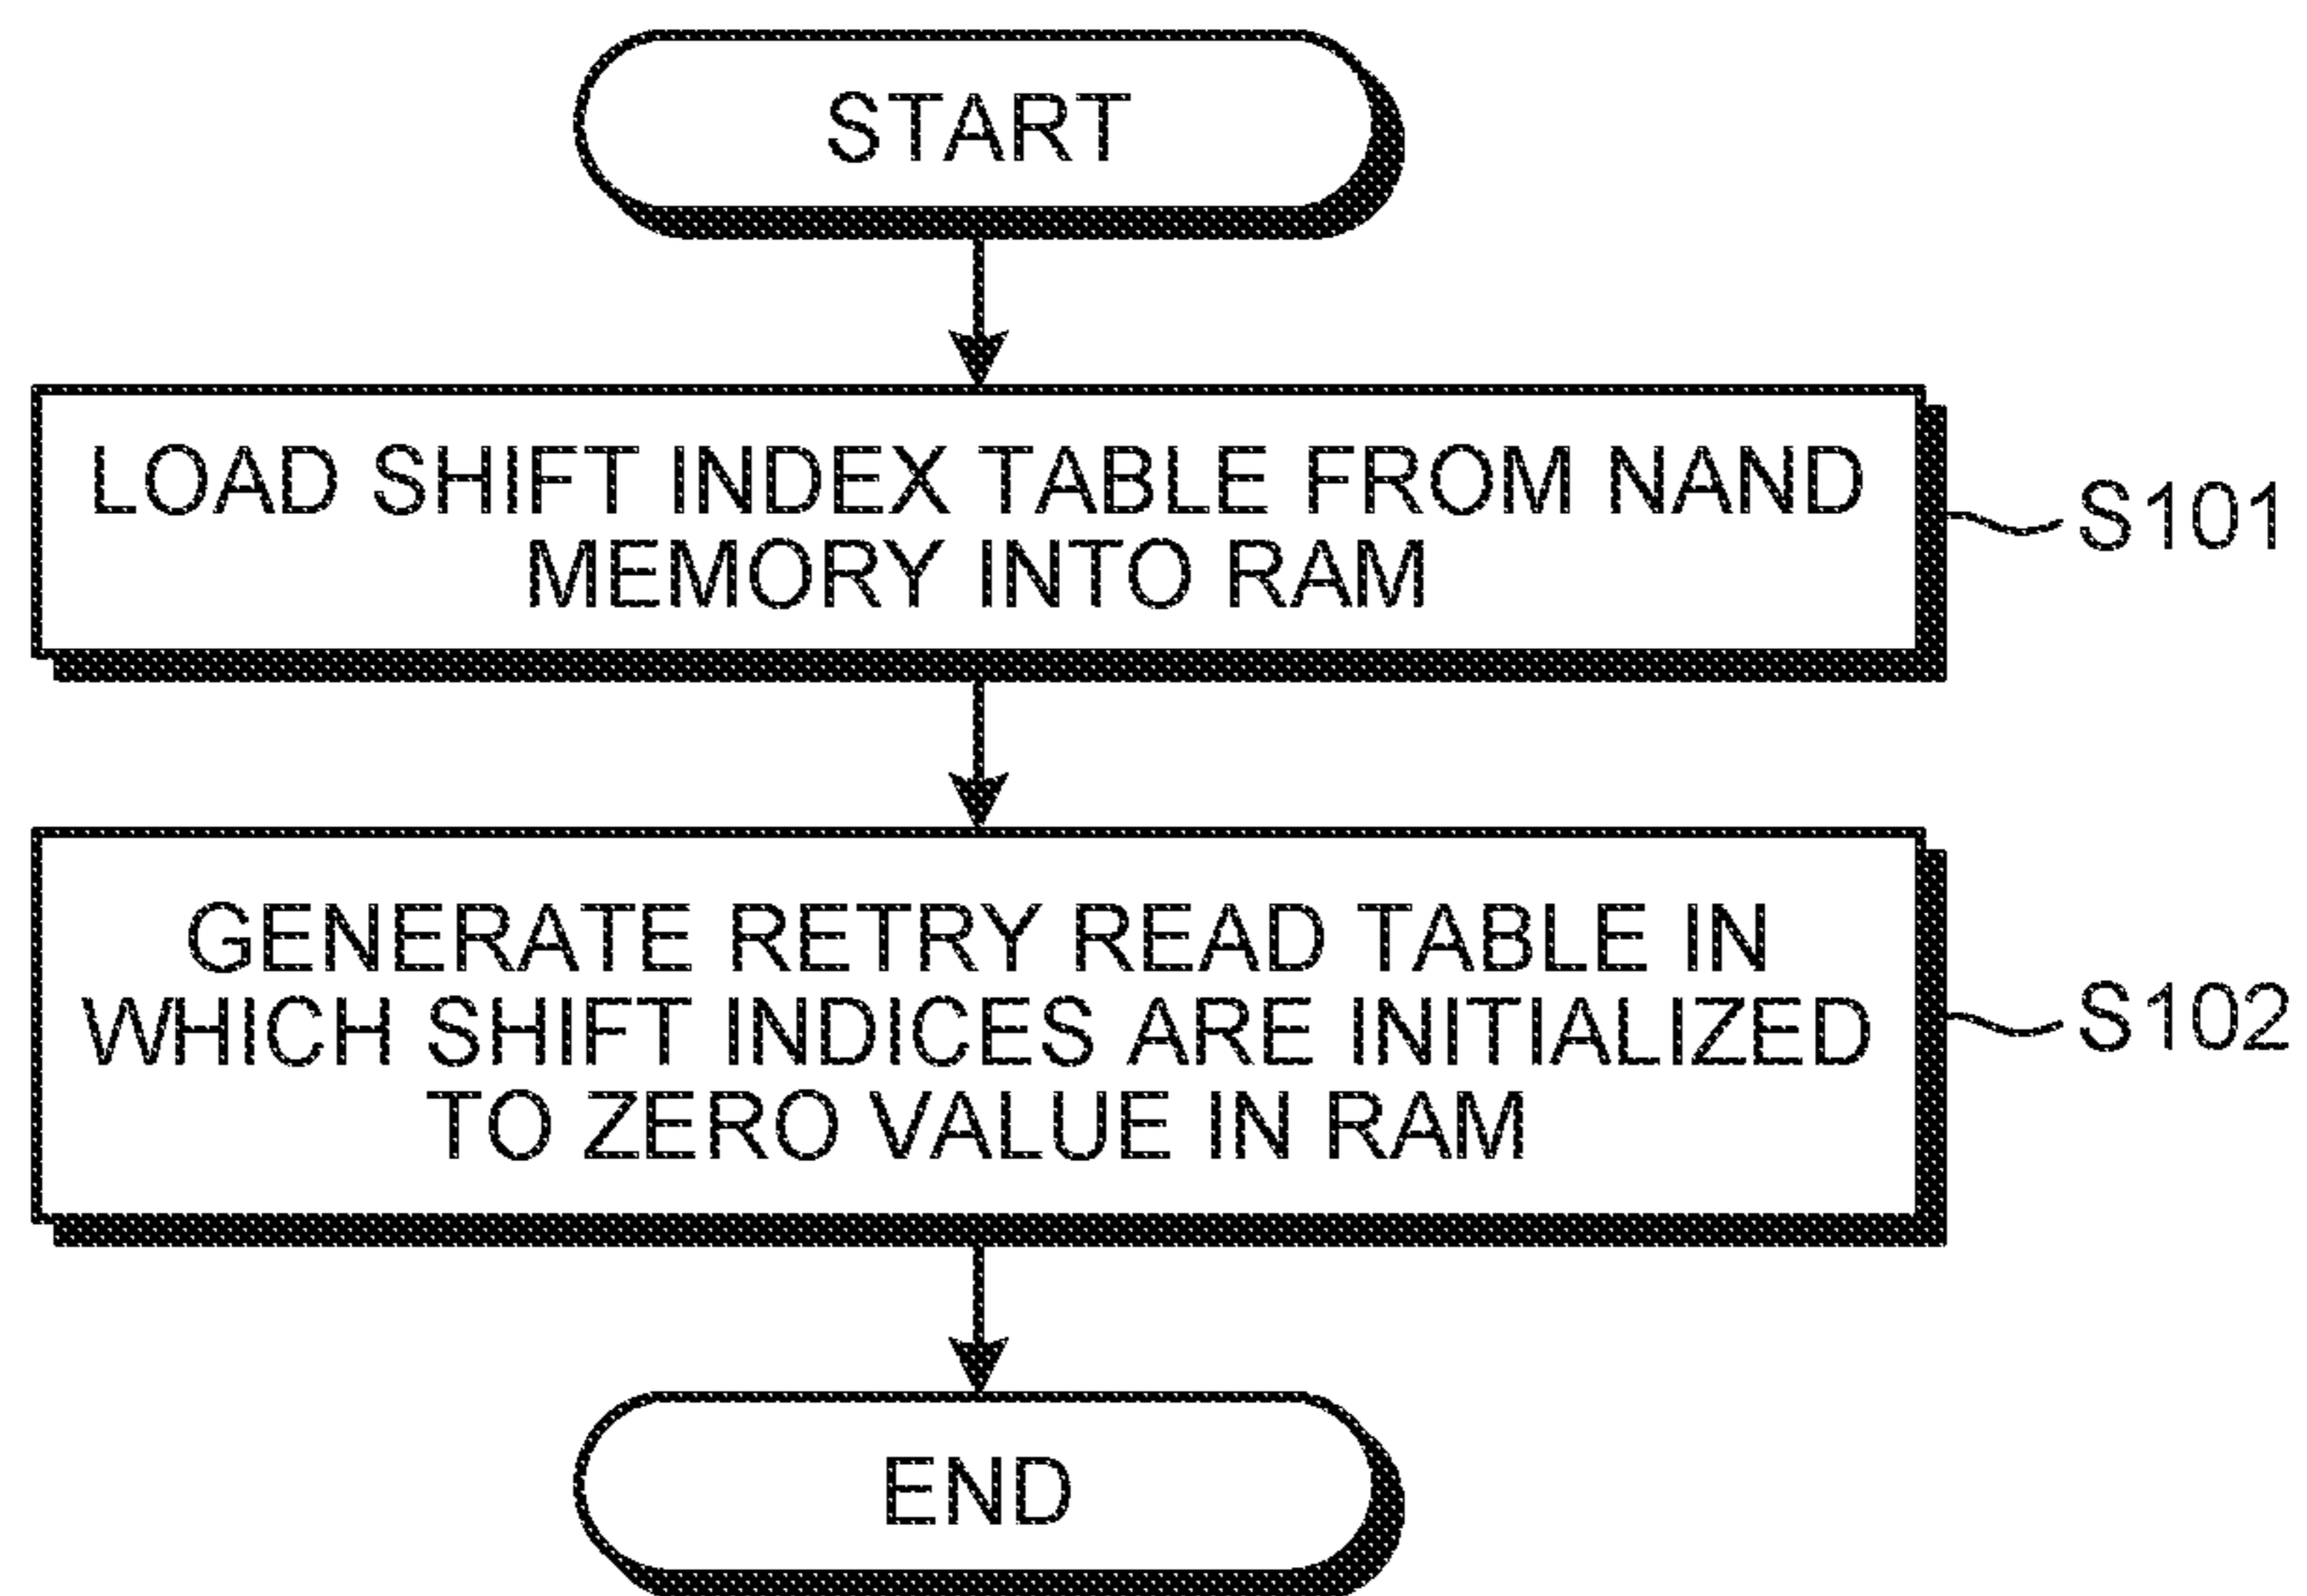 START
LOAD SHIFT INDEX TABLE FROM NAND
MEMORY INTO RAM
S101
GENERATE RETRY READ TABLE IN
WHICH SHIFT INDICES ARE INITIALIZED
TO ZERO VALUE IN RAM
S102
END